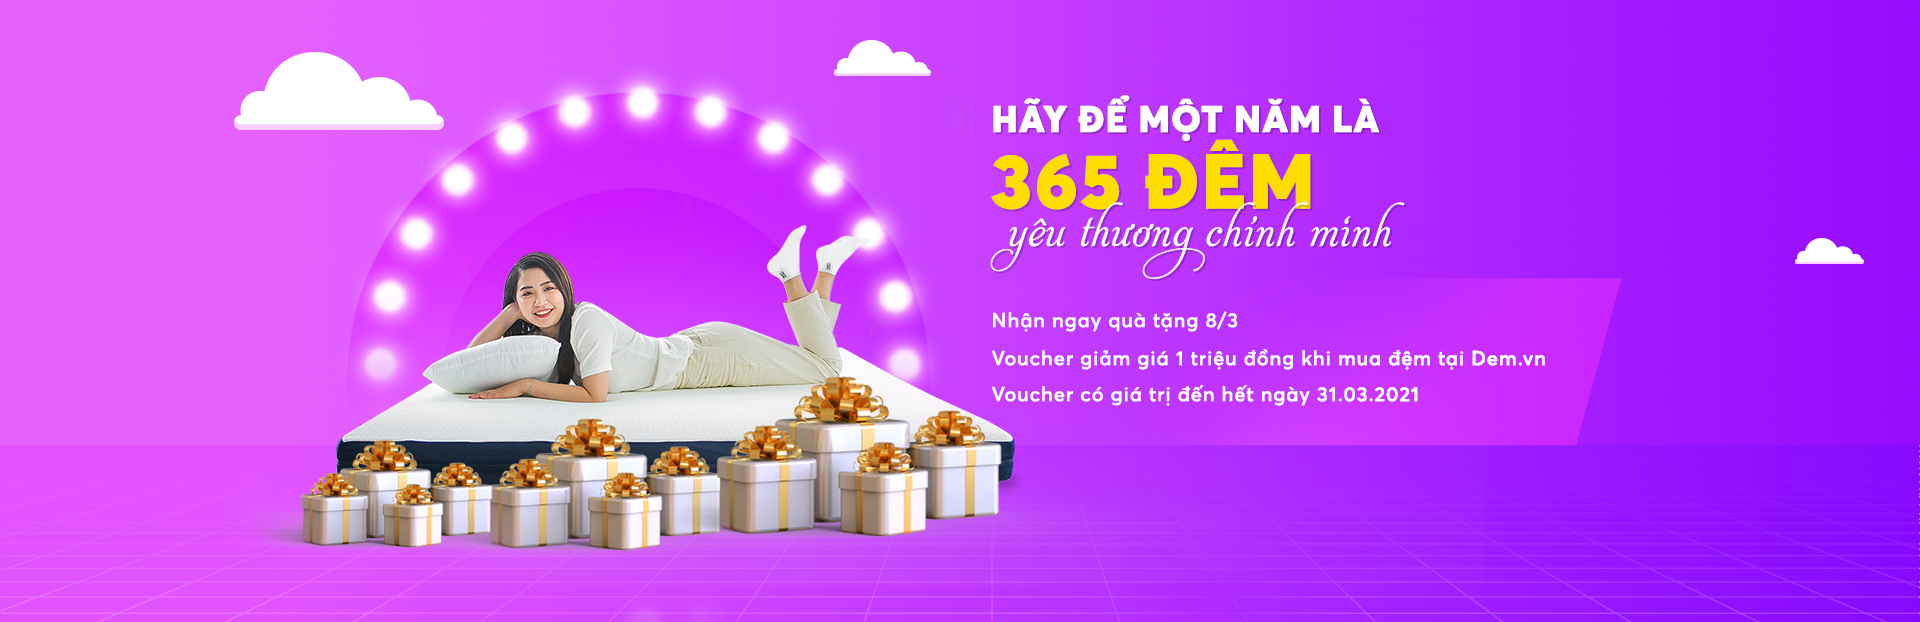 HÃY ĐỂ MỘT NĂM LÀ
365 ĐÊM
yêu thương chính mình
Nhận ngay quà tặng 8/3
Voucher giảm giá 1 triệu đồng khi mua đệm tại Dem.vn
Voucher có giá trị đến hết ngày 31.03.2021